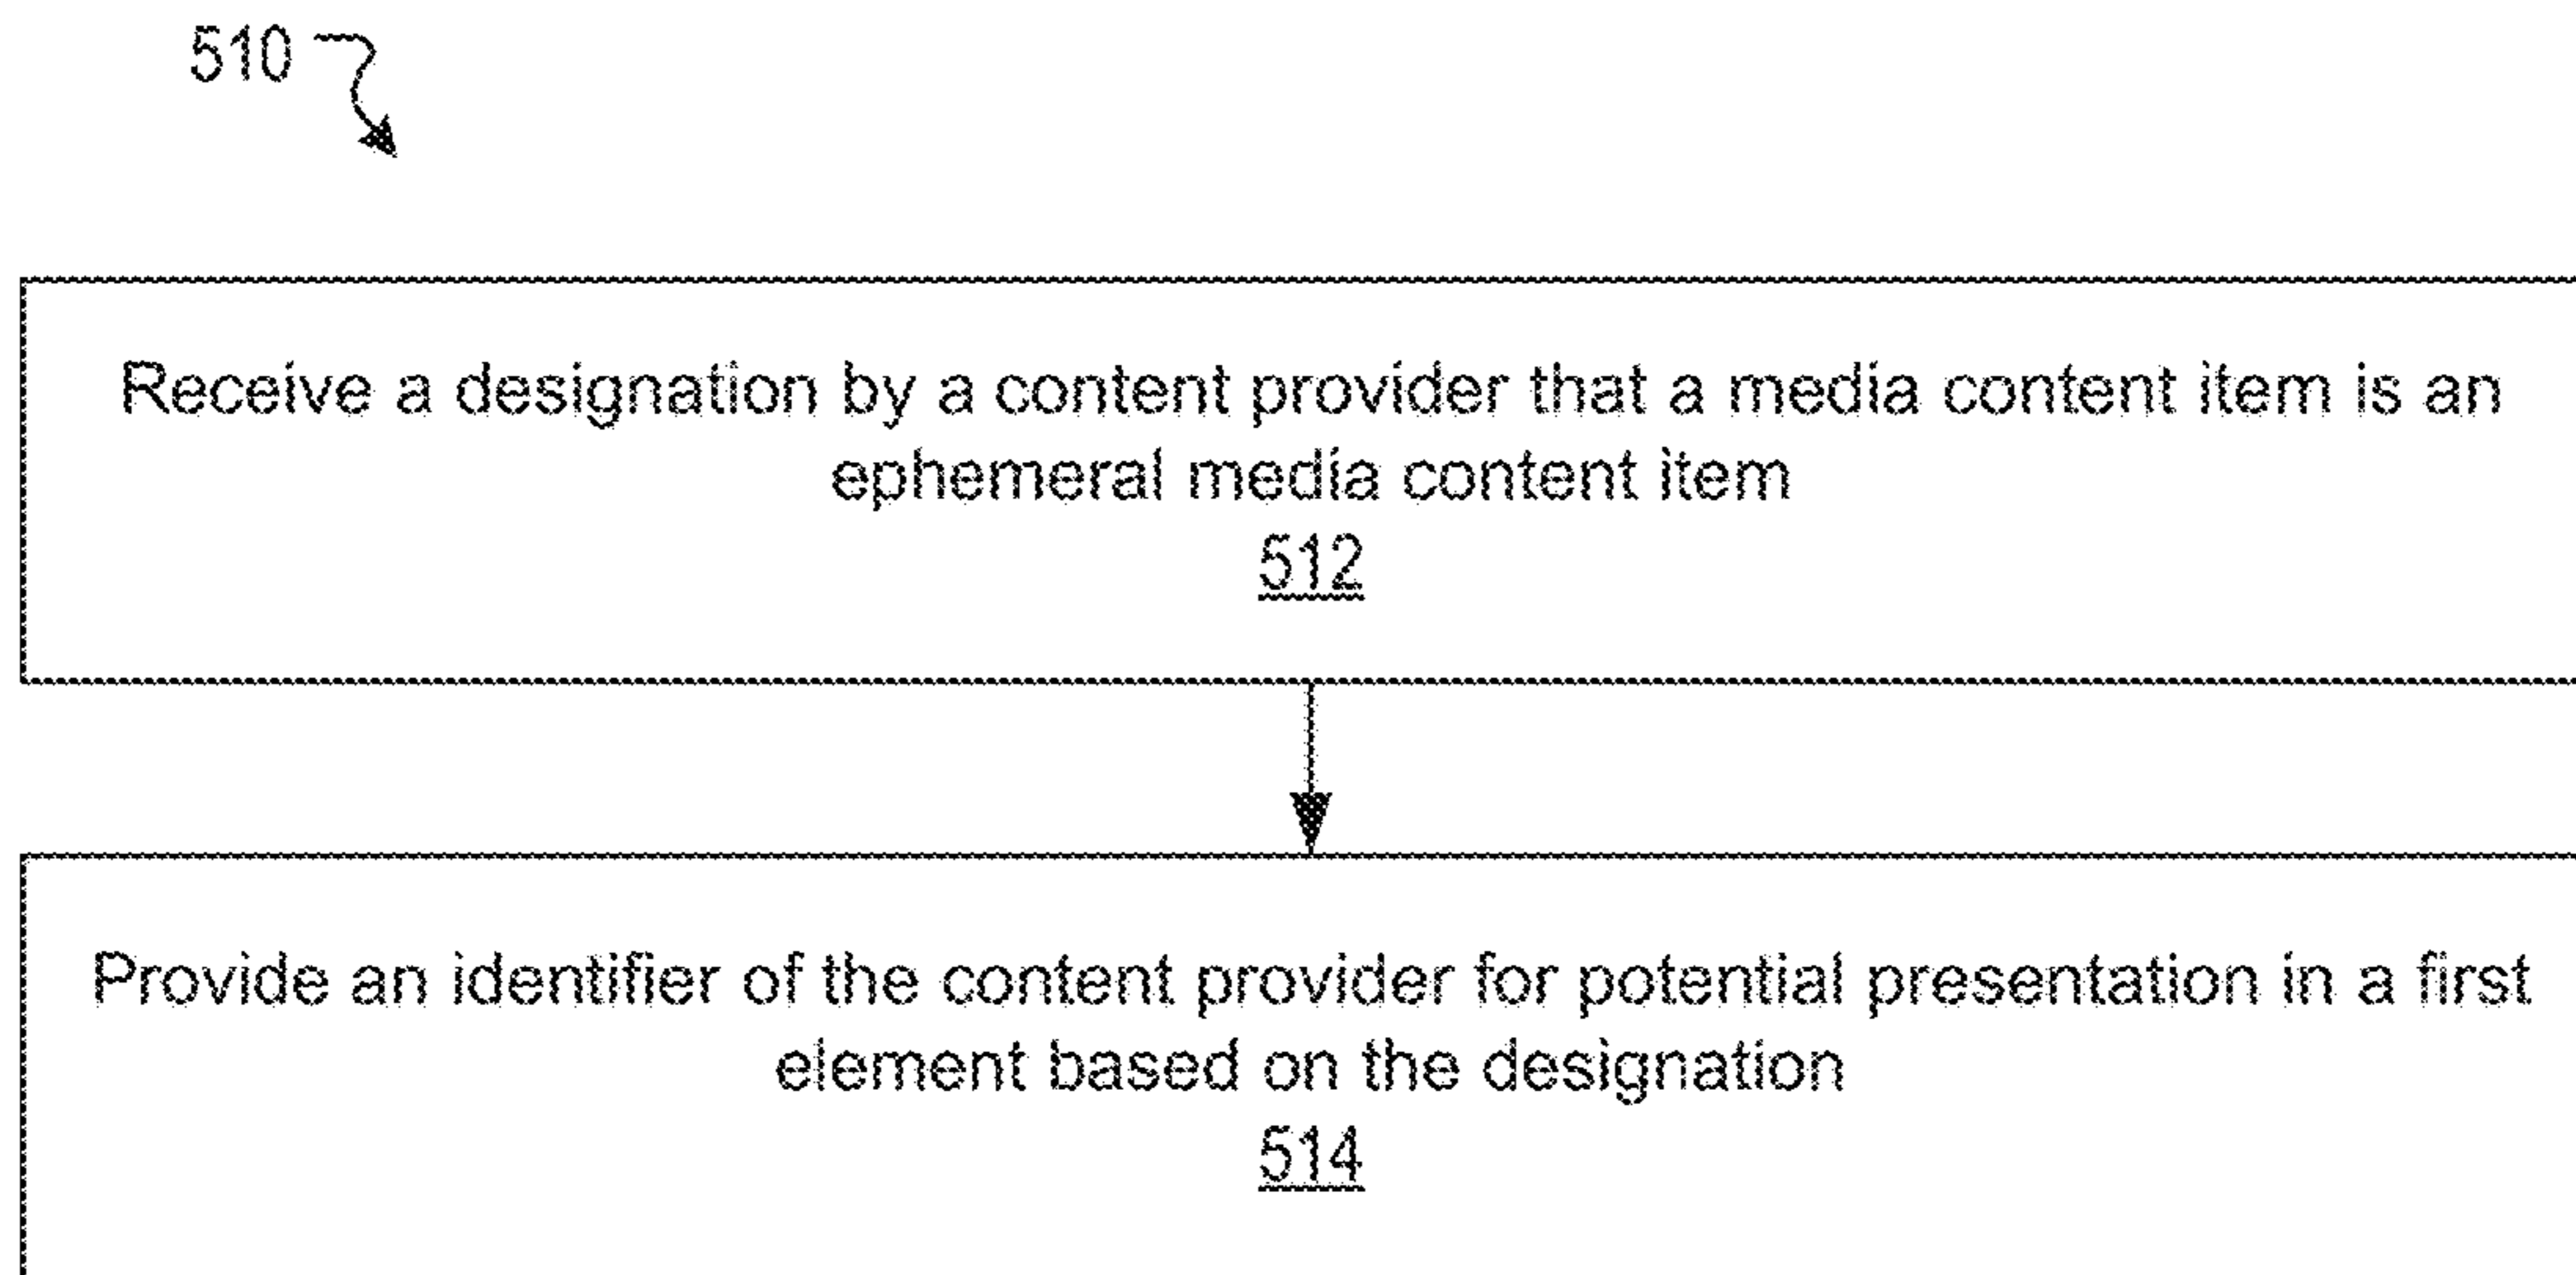 510
Receive a designation by a content provider that a media content item is an
ephemeral media content item
512
Provide an identifier of the content provider for potential presentation in a first
element based on the designation
514